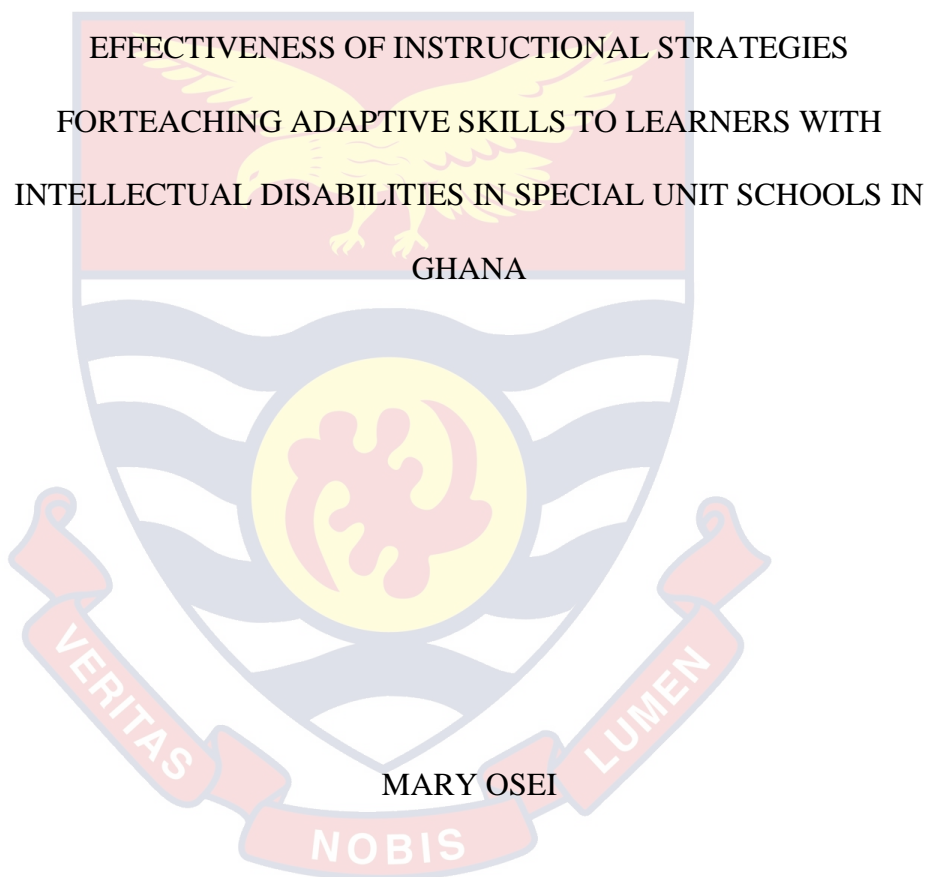 EFFECTIVENESS OF INSTRUCTIONAL STRATEGIES
FORTEACHING ADAPTIVE SKILLS TO LEARNERS WITH
INTELLECTUAL DISABILITIES IN SPECIAL UNIT SCHOOLS IN
GHANA
MARY OSEI
VERITAS
NOBIS
LUMEN